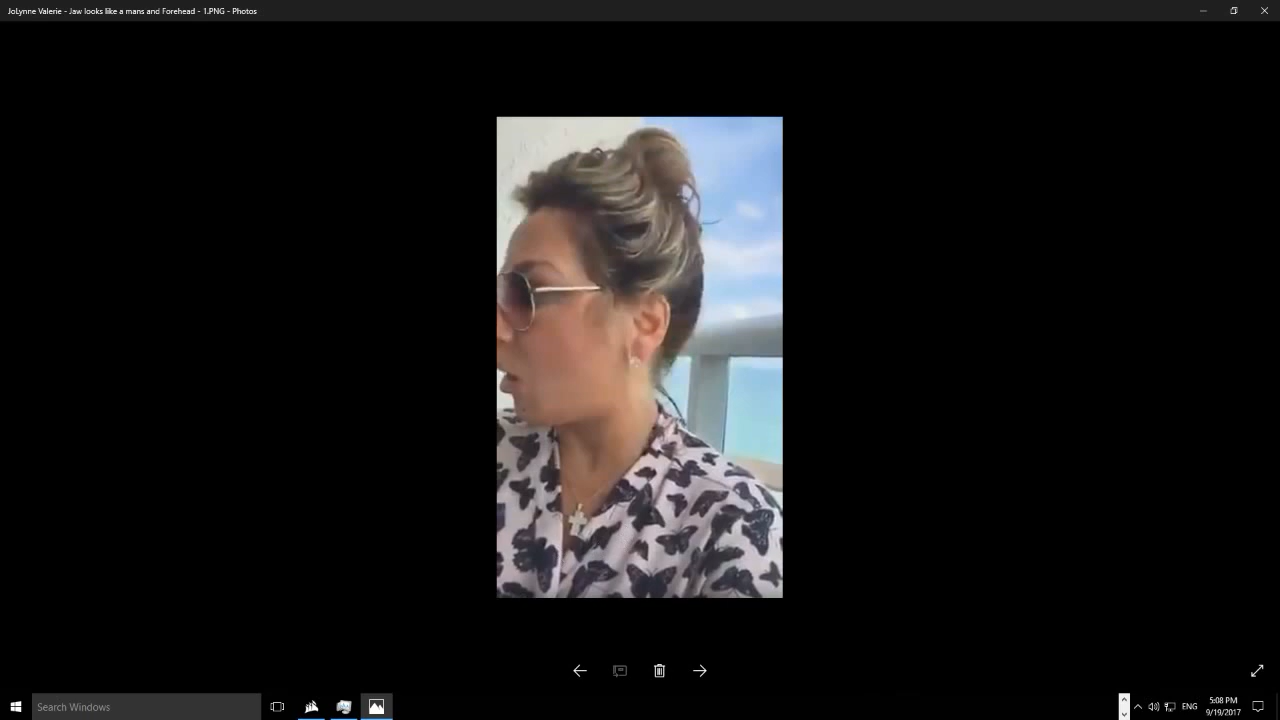 JoLynne Valerie - Jaw looks like a mans and Forehead - 1.PNG - Photos
Search Windows
ENG
5:08 PM
9/19/2017